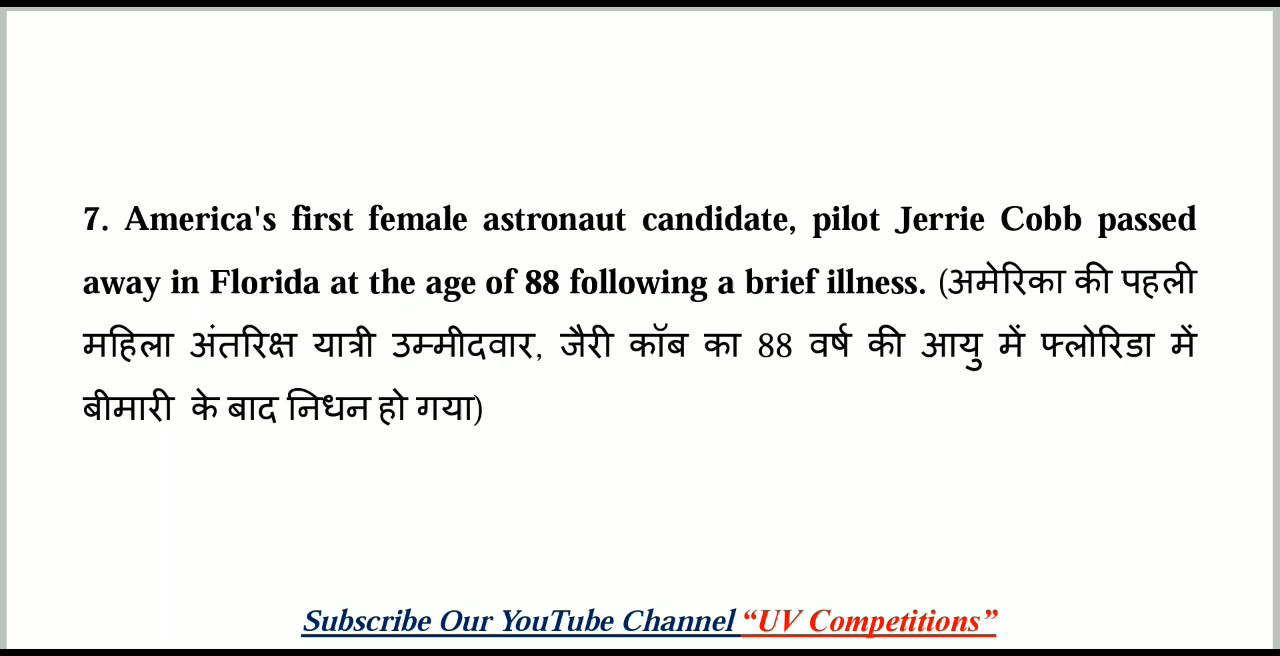 7. America's first female astronaut candidate, pilot Jerrie Cobb passed
away in Florida at the age of 88 following a brief illness. (अमेरिका की पहली
महिला अंतरिक्ष यात्री उम्मीदवार, जैरी कॉब का 88 वर्ष की आयु में फ्लोरिडा में
बीमारी के बाद निधन हो गया)
Subscribe Our YouTube Channel “UV Competitions”